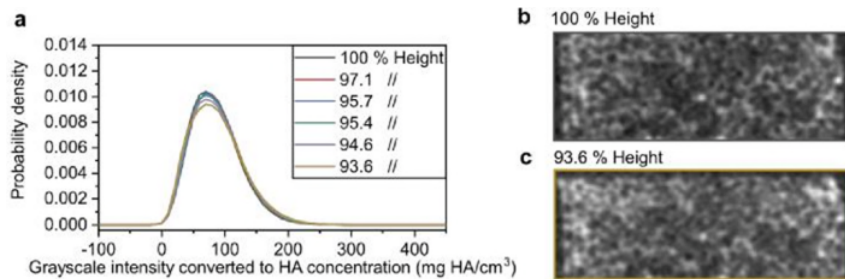 a
0.014
0.012
0.010
0.008
0.006
0.004
0.002
0.000
Probability density
-100 0 100 200 300 400
Grayscale intensity converted to HA concentration (mg HA/cm³)
100 % Height
97.1 //
95.7 //
95.4 //
94.6 //
93.6 //
b
100 % Height
c
93.6 % Height